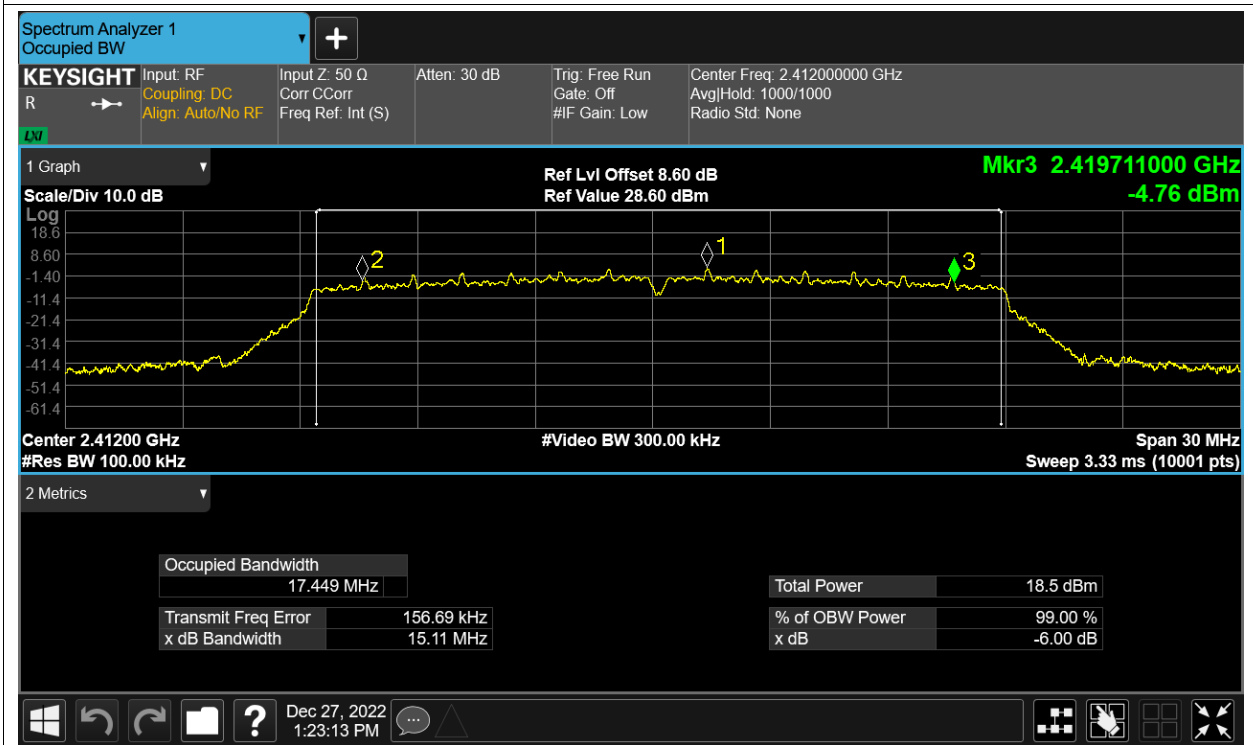 Spectrum Analyzer 1
Occupied BW
KEYSIGHT
R
LXI
Input: RF
Coupling: DC
Align: Auto/No RF
Input Z: 50 Ω
Corr CCorr
Freq Ref: Int (S)
Atten: 30 dB
Trig: Free Run
Gate: Off
#IF Gain: Low
Center Freq: 2.412000000 GHz
Avg|Hold: 1000/1000
Radio Std: None
1 Graph
Scale/Div 10.0 dB
Ref Lvl Offset 8.60 dB
Ref Value 28.60 dBm
Mkr3 2.419711000 GHz
-4.76 dBm
Log
18.6
8.60
-1.40
-11.4
-21.4
-31.4
-41.4
-51.4
-61.4
2
1
3
Center 2.41200 GHz
#Video BW 300.00 kHz
Span 30 MHz
#Res BW 100.00 kHz
Sweep 3.33 ms (10001 pts)
2 Metrics
Occupied Bandwidth
17.449 MHz
Transmit Freq Error 156.69 kHz
x dB Bandwidth 15.11 MHz
Total Power 18.5 dBm
% of OBW Power 99.00 %
x dB -6.00 dB
?
Dec 27, 2022
1:23:13 PM